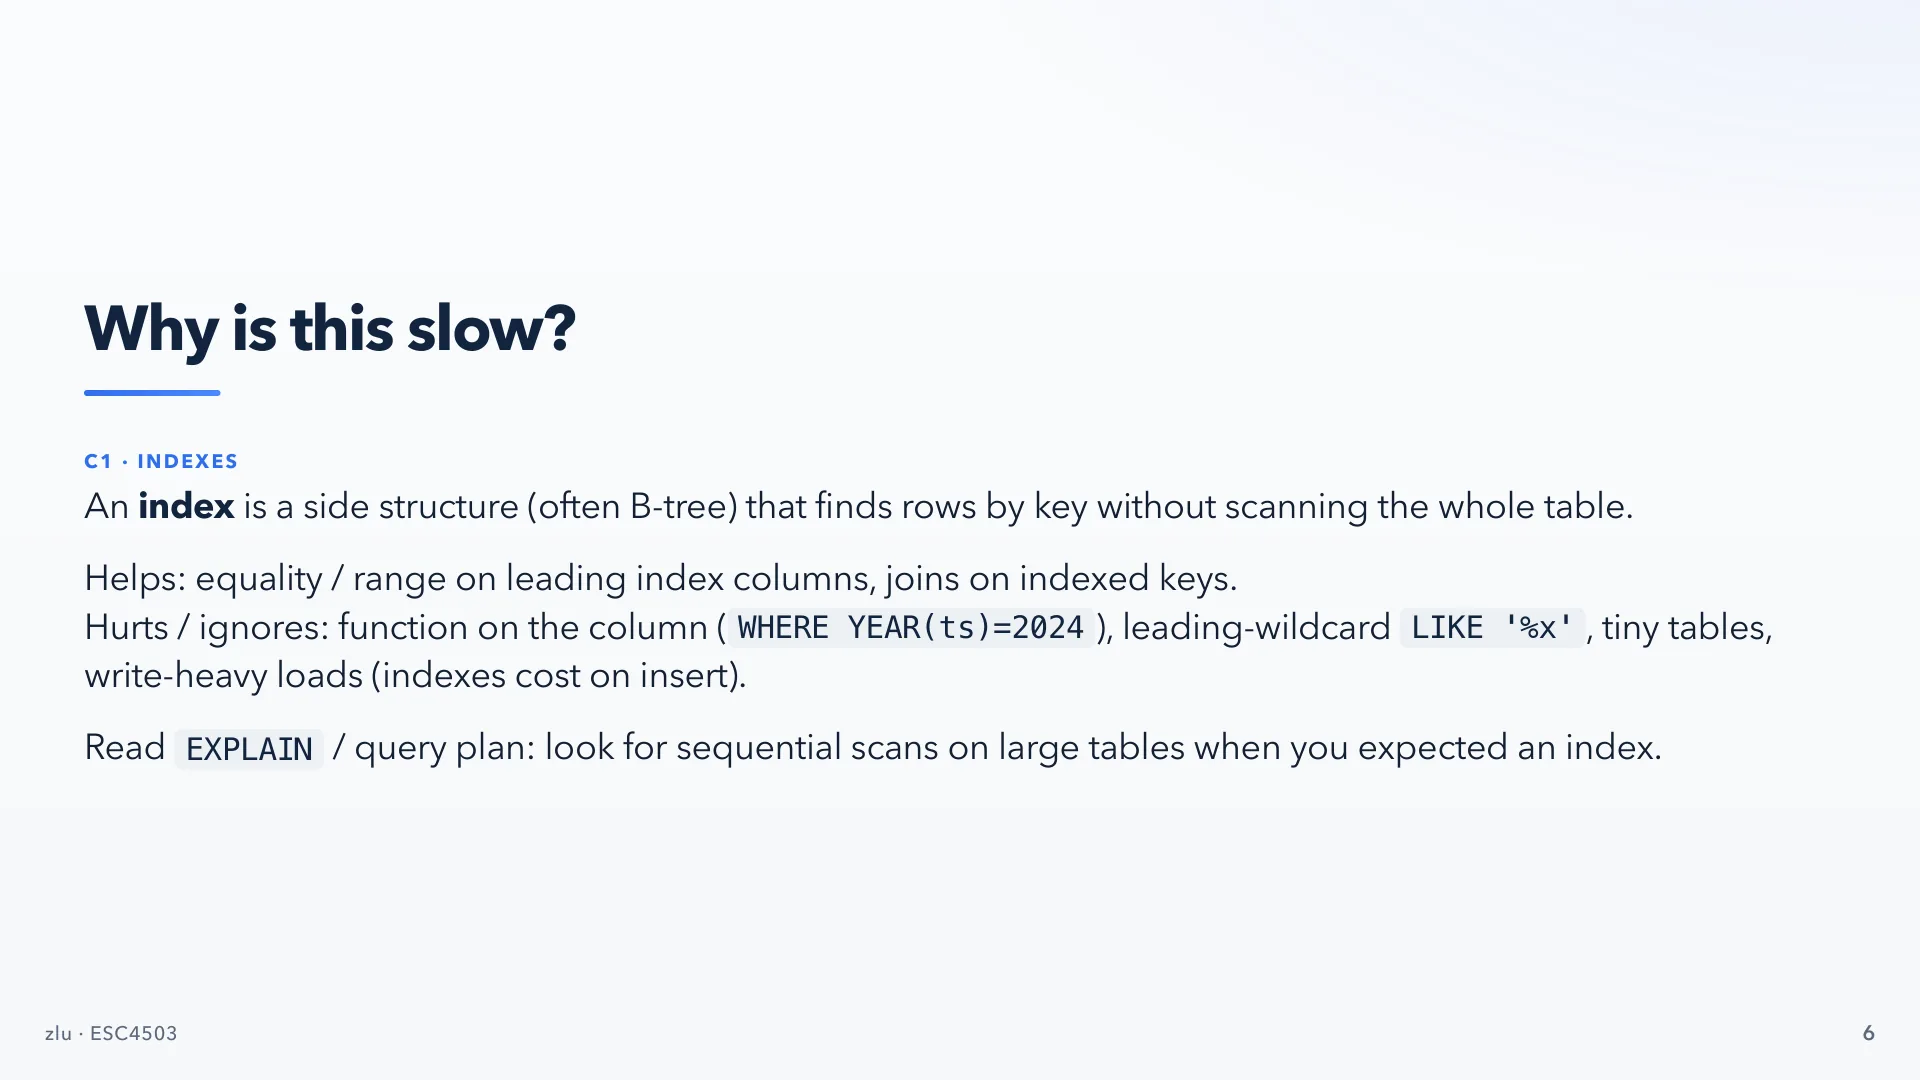 Why is this slow?
C1 · INDEXES
An index is a side structure (often B-tree) that finds rows by key without scanning the whole table.
Helps: equality / range on leading index columns, joins on indexed keys.
Hurts / ignores: function on the column ( WHERE YEAR(ts)=2024 ), leading-wildcard LIKE '%x' , tiny tables,
write-heavy loads (indexes cost on insert).
Read EXPLAIN / query plan: look for sequential scans on large tables when you expected an index.
zlu · ESC4503
6